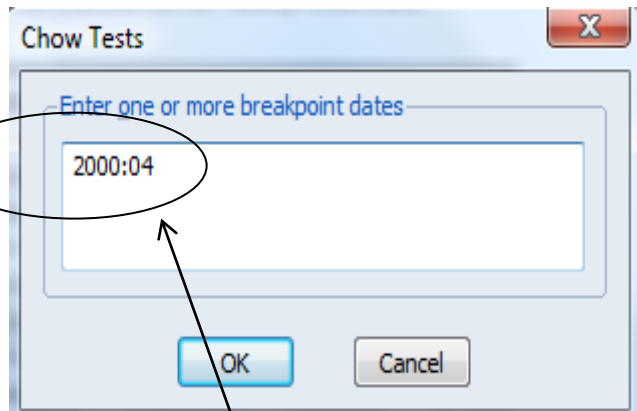 Chow Tests
Enter one or more breakpoint dates
2000:04
OK
Cancel